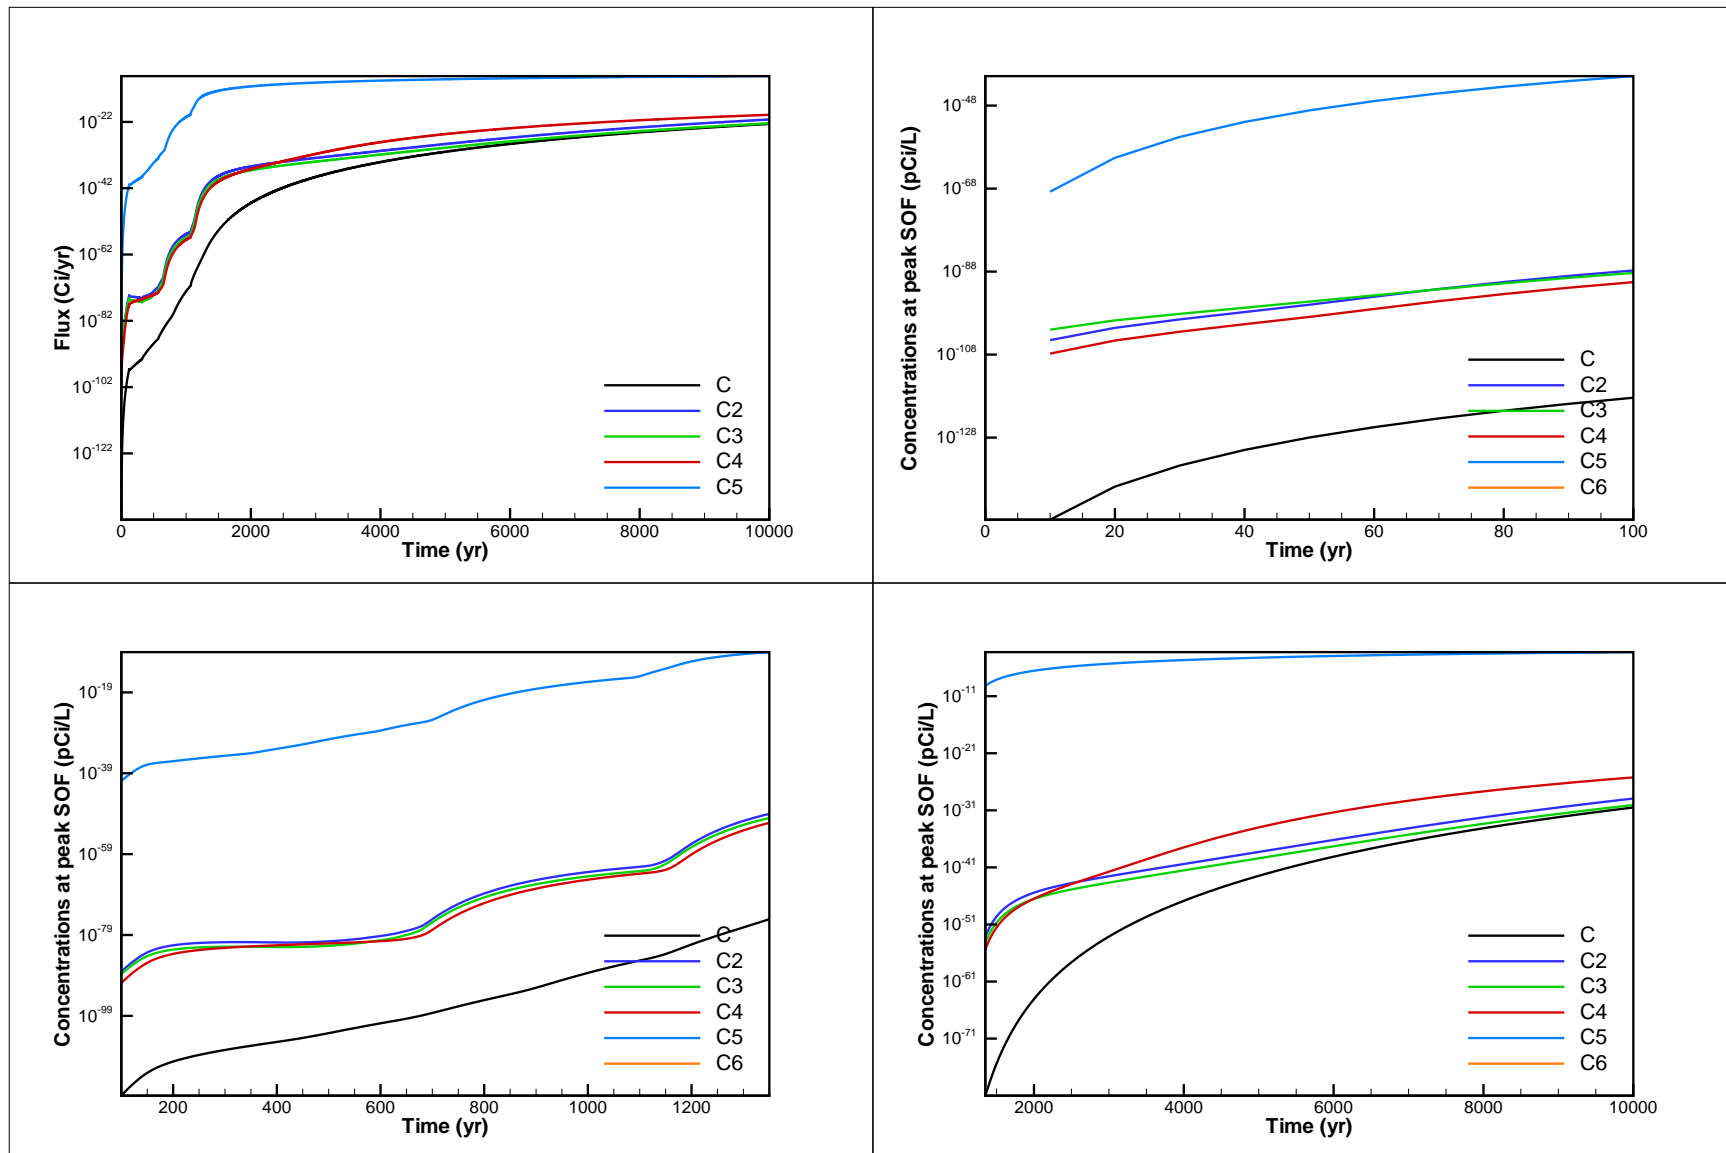 Flux (Ci/yr)
10^-22
10^-42
10^-62
10^-82
10^-102
10^-122
C
C2
C3
C4
C5
0 2000 4000 6000 8000 10000
Time (yr)
Concentrations at peak SOF (pCi/L)
10^-48
10^-68
10^-88
10^-108
10^-128
C
C2
C3
C4
C5
C6
0 20 40 60 80 100
Time (yr)
Concentrations at peak SOF (pCi/L)
10^-19
10^-39
10^-59
10^-79
10^-99
C
C2
C3
C4
C5
C6
200 400 600 800 1000 1200
Time (yr)
Concentrations at peak SOF (pCi/L)
10^-11
10^-21
10^-31
10^-41
10^-51
10^-61
10^-71
C
C2
C3
C4
C5
C6
2000 4000 6000 8000 10000
Time (yr)